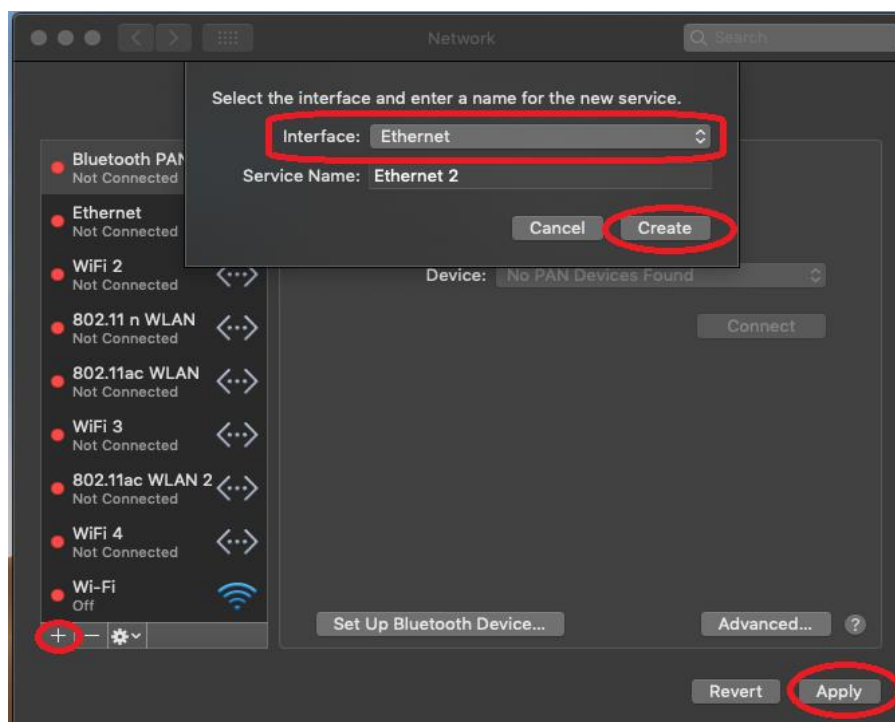 Network
Search
Select the interface and enter a name for the new service.
Interface: Ethernet
Service Name: Ethernet 2
Cancel Create
Bluetooth PAN
Not Connected
Ethernet
Not Connected
WiFi 2
Not Connected
802.11 n WLAN
Not Connected
802.11ac WLAN
Not Connected
WiFi 3
Not Connected
802.11ac WLAN 2
Not Connected
WiFi 4
Not Connected
Wi-Fi
Off
Device: No PAN Devices Found
Connect
Set Up Bluetooth Device... Advanced... ?
Revert Apply